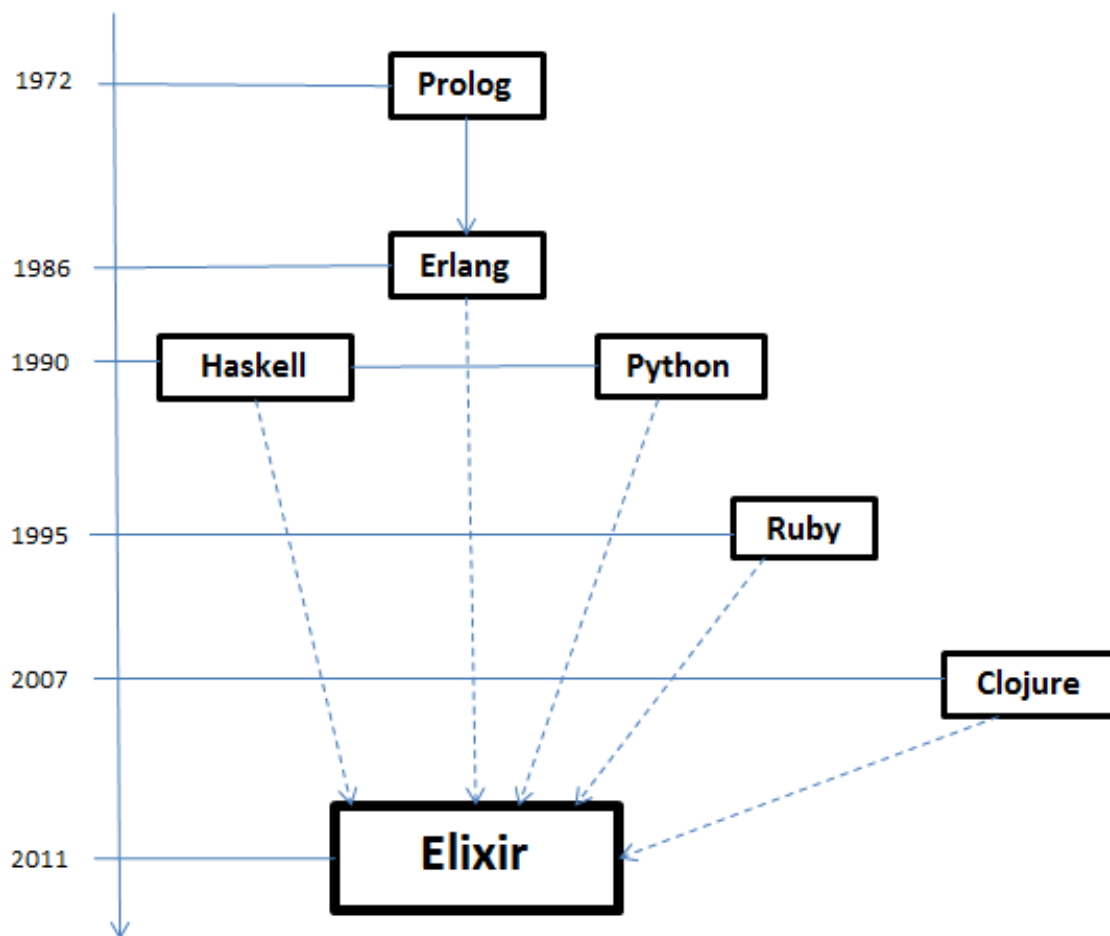 1972
Prolog
1986
Erlang
1990
Haskell
Python
1995
Ruby
2007
Clojure
2011
Elixir